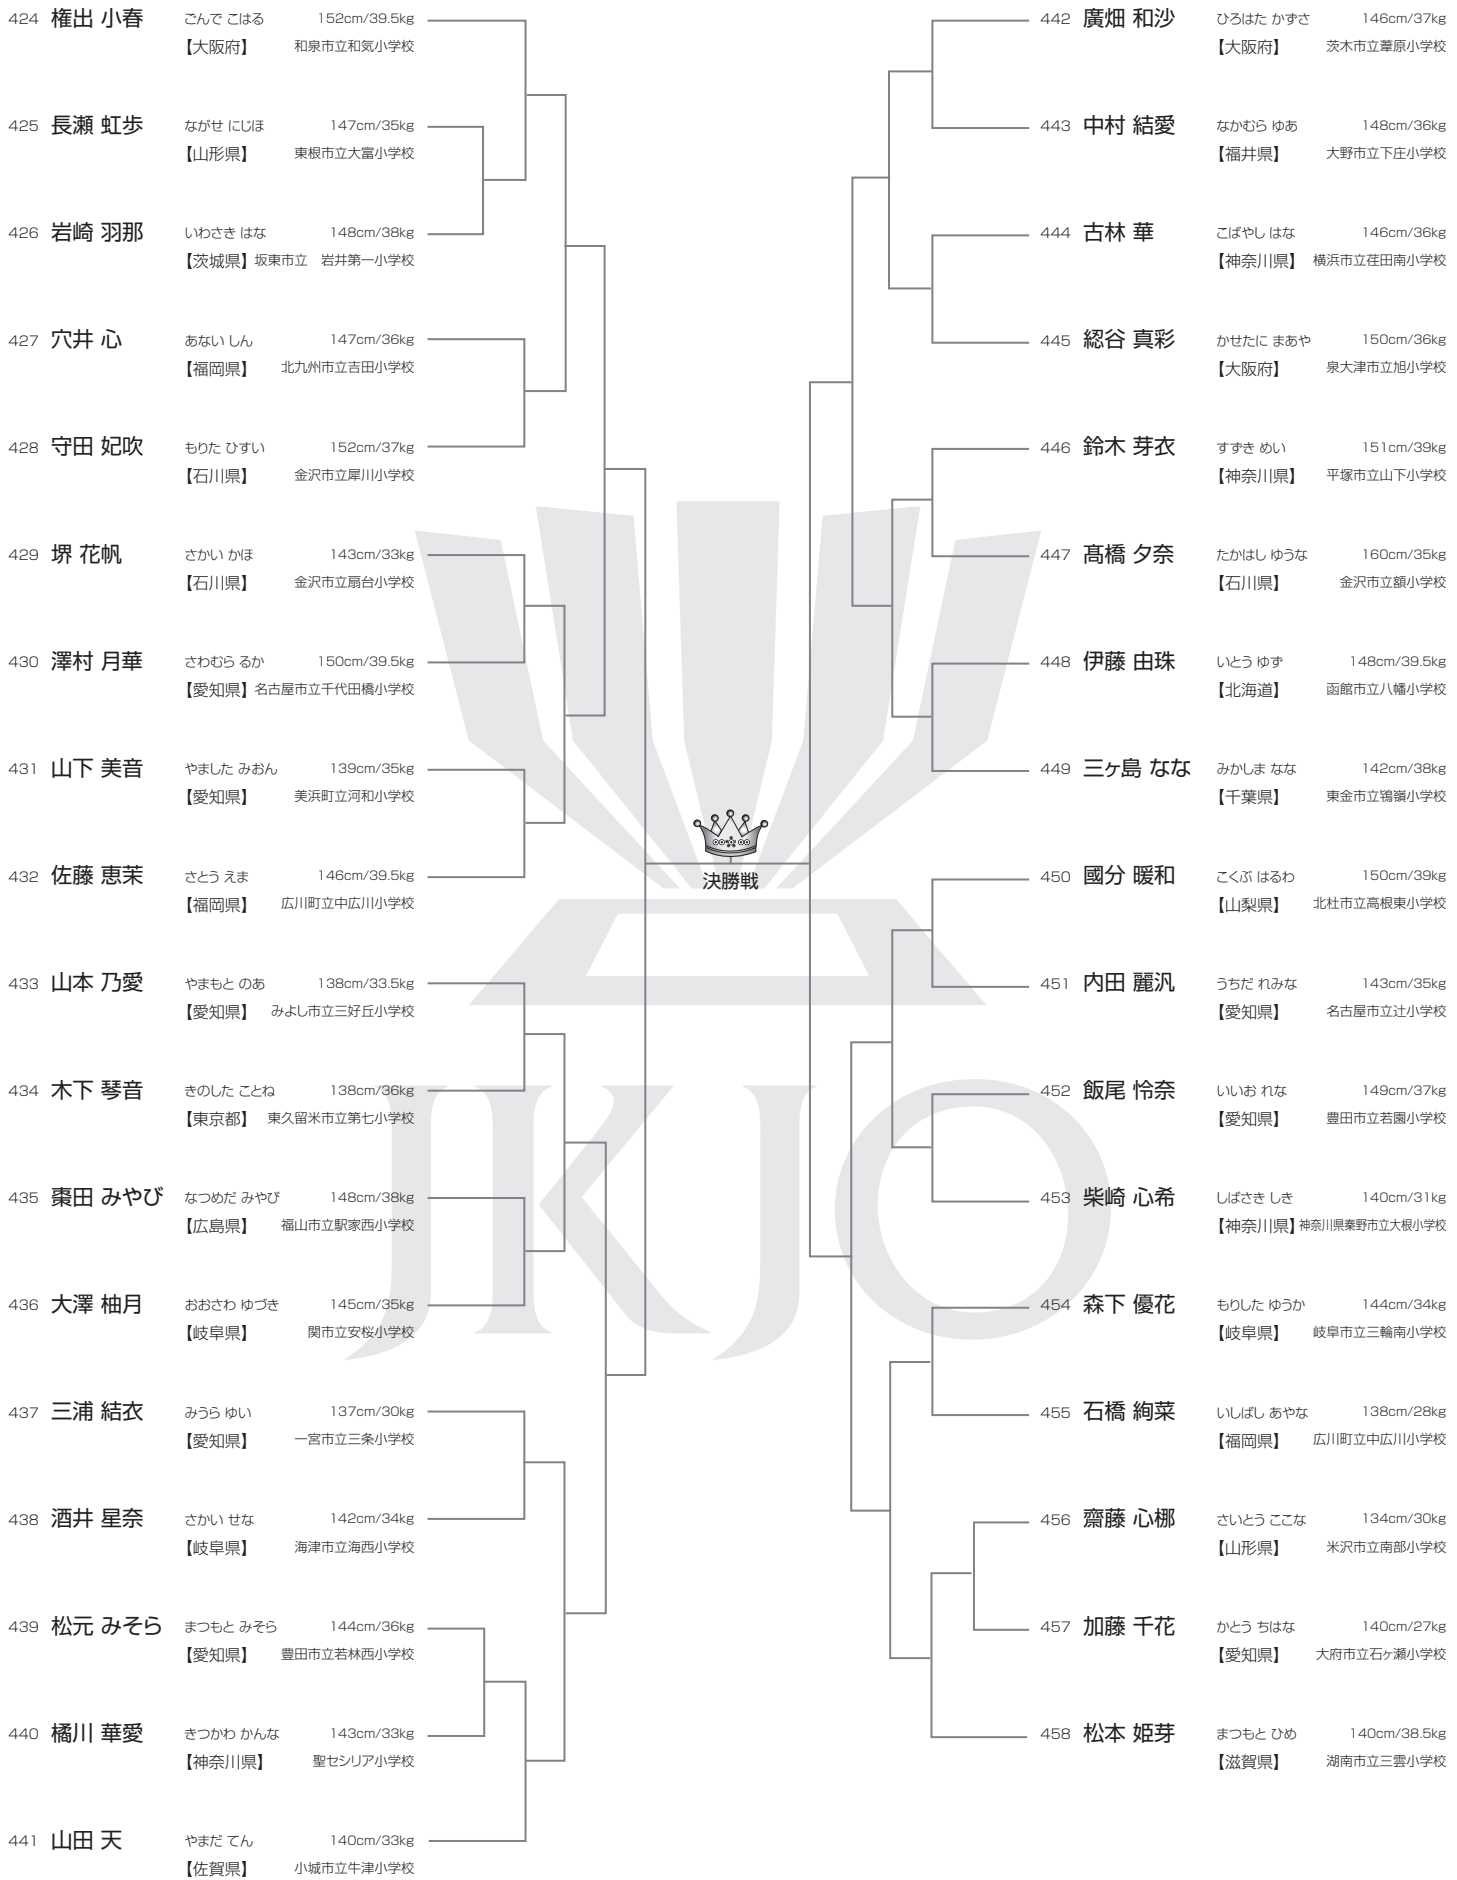 424 権出 小春 ごんで こはる 152cm/39.5kg
【大阪府】 和泉市立和気小学校
425 長瀬 虹歩 ながせ にじほ 147cm/35kg
【山形県】 東根市立大富小学校
426 岩崎 羽那 いわさき はな 148cm/38kg
【茨城県】 坂東市立 岩井第一小学校
427 穴井 心 あない しん 147cm/36kg
【福岡県】 北九州市立吉田小学校
428 守田 妃吹 もりた ひすい 152cm/37kg
【石川県】 金沢市立犀川小学校
429 堺 花帆 さかい かほ 143cm/33kg
【石川県】 金沢市立扇台小学校
430 澤村 月華 さわむら るか 150cm/39.5kg
【愛知県】 名古屋市立千代田橋小学校
431 山下 美音 やました みおん 139cm/35kg
【愛知県】 美浜町立河和小学校
432 佐藤 恵茉 さとう えま 146cm/39.5kg
【福岡県】 広川町立中広川小学校
433 山本 乃愛 やまもと のあ 138cm/33.5kg
【愛知県】 みよし市立三好丘小学校
434 木下 琴音 きのした ことね 138cm/36kg
【東京都】 東久留米市立第七小学校
435 棗田 みやび なつめだ みやび 148cm/38kg
【広島県】 福山市立駅家西小学校
436 大澤 柚月 おおさわ ゆづき 145cm/35kg
【岐阜県】 関市立安桜小学校
437 三浦 結衣 みうら ゆい 137cm/30kg
【愛知県】 一宮市立三条小学校
438 酒井 星奈 さかい せな 142cm/34kg
【岐阜県】 海津市立海西小学校
439 松元 みそら まつもと みそら 144cm/36kg
【愛知県】 豊田市立若林西小学校
440 橘川 華愛 きつかわ かんな 143cm/33kg
【神奈川県】 聖セシリア小学校
441 山田 天 やまだ てん 140cm/33kg
【佐賀県】 小城市立牛津小学校
決勝戦
JKJO
442 廣畑 和沙 ひろはた かずさ 146cm/37kg
【大阪府】 茨木市立葦原小学校
443 中村 結愛 なかむら ゆあ 148cm/36kg
【福井県】 大野市立下庄小学校
444 古林 華 こばやし はな 146cm/36kg
【神奈川県】 横浜市立荏田南小学校
445 綛谷 真彩 かせたに まあや 150cm/36kg
【大阪府】 泉大津市立旭小学校
446 鈴木 芽衣 すずき めい 151cm/39kg
【神奈川県】 平塚市立山下小学校
447 髙橋 夕奈 たかはし ゆうな 160cm/35kg
【石川県】 金沢市立額小学校
448 伊藤 由珠 いとう ゆず 148cm/39.5kg
【北海道】 函館市立八幡小学校
449 三ヶ島 なな みかしま なな 142cm/38kg
【千葉県】 東金市立鴇嶺小学校
450 國分 暖和 こくぶ はるわ 150cm/39kg
【山梨県】 北杜市立高根東小学校
451 内田 麗汎 うちだ れみな 143cm/35kg
【愛知県】 名古屋市立辻小学校
452 飯尾 怜奈 いいお れな 149cm/37kg
【愛知県】 豊田市立若園小学校
453 柴崎 心希 しばさき しき 140cm/31kg
【神奈川県】 神奈川県秦野市立大根小学校
454 森下 優花 もりした ゆうか 144cm/34kg
【岐阜県】 岐阜市立三輪南小学校
455 石橋 絢菜 いしばし あやな 138cm/28kg
【福岡県】 広川町立中広川小学校
456 齋藤 心梛 さいとう ここな 134cm/30kg
【山形県】 米沢市立南部小学校
457 加藤 千花 かとう ちはな 140cm/27kg
【愛知県】 大府市立石ヶ瀬小学校
458 松本 姫芽 まつもと ひめ 140cm/38.5kg
【滋賀県】 湖南市立三雲小学校